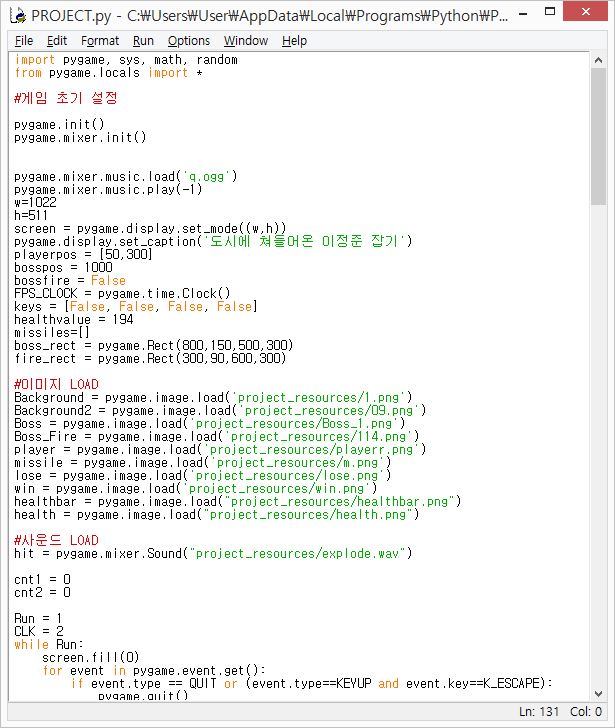 PROJECT.py - C:₩Users₩User₩AppData₩Local₩Programs₩Python₩P...
File Edit Format Run Options Window Help
import pygame, sys, math, random
from pygame.locals import *
#게임 초기 설정
pygame.init()
pygame.mixer.init()
pygame.mixer.music.load('q.ogg')
pygame.mixer.music.play(-1)
w=1022
h=511
screen = pygame.display.set_mode((w,h))
pygame.display.set_caption('도시에 쳐들어온 이정준 잡기')
playerpos = [50,300]
bosspos = 1000
bossfire = False
FPS_CLOCK = pygame.time.Clock()
keys = [False, False, False, False]
healthvalue = 194
missiles=[]
boss_rect = pygame.Rect(800,150,500,300)
fire_rect = pygame.Rect(300,90,600,300)
#이미지 LOAD
Background = pygame.image.load('project_resources/1.png')
Background2 = pygame.image.load('project_resources/09.png')
Boss = pygame.image.load('project_resources/Boss_1.png')
Boss_Fire = pygame.image.load('project_resources/114.png')
player = pygame.image.load('project_resources/playerr.png')
missile = pygame.image.load('project_resources/m.png')
lose = pygame.image.load('project_resources/lose.png')
win = pygame.image.load('project_resources/win.png')
healthbar = pygame.image.load("project_resources/healthbar.png")
health = pygame.image.load("project_resources/health.png")
#사운드 LOAD
hit = pygame.mixer.Sound("project_resources/explode.wav")
cnt1 = 0
cnt2 = 0
Run = 1
CLK = 2
while Run:
    screen.fill(0)
    for event in pygame.event.get():
        if event.type == QUIT or (event.type==KEYUP and event.key==K_ESCAPE):
            pygame.quit()
Ln: 131 Col: 0